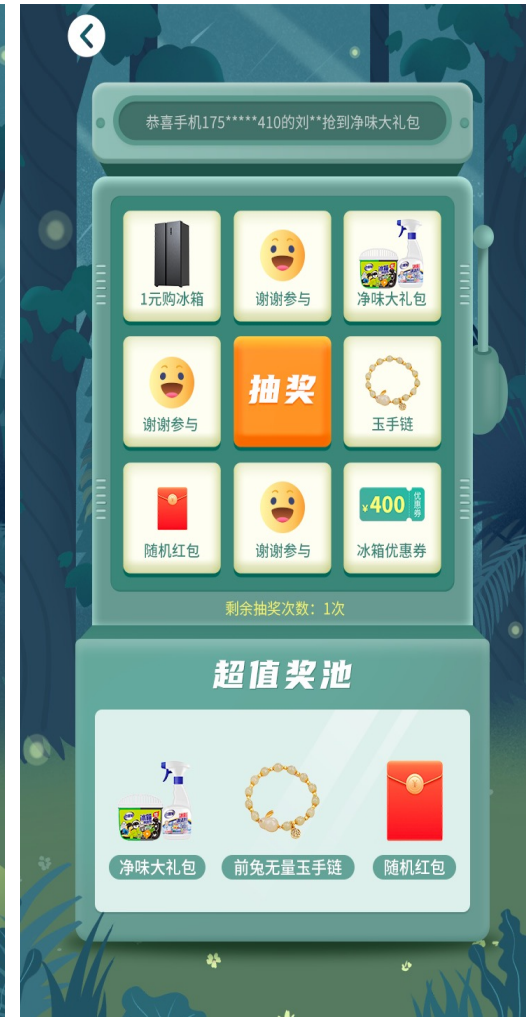 恭喜手机175*****410的刘**抢到净味大礼包
1元购冰箱
谢谢参与
净味大礼包
谢谢参与
抽奖
玉手链
随机红包
谢谢参与
¥400
优惠券
冰箱优惠券
剩余抽奖次数：1次
超值奖池
净味大礼包
前兔无量玉手链
随机红包